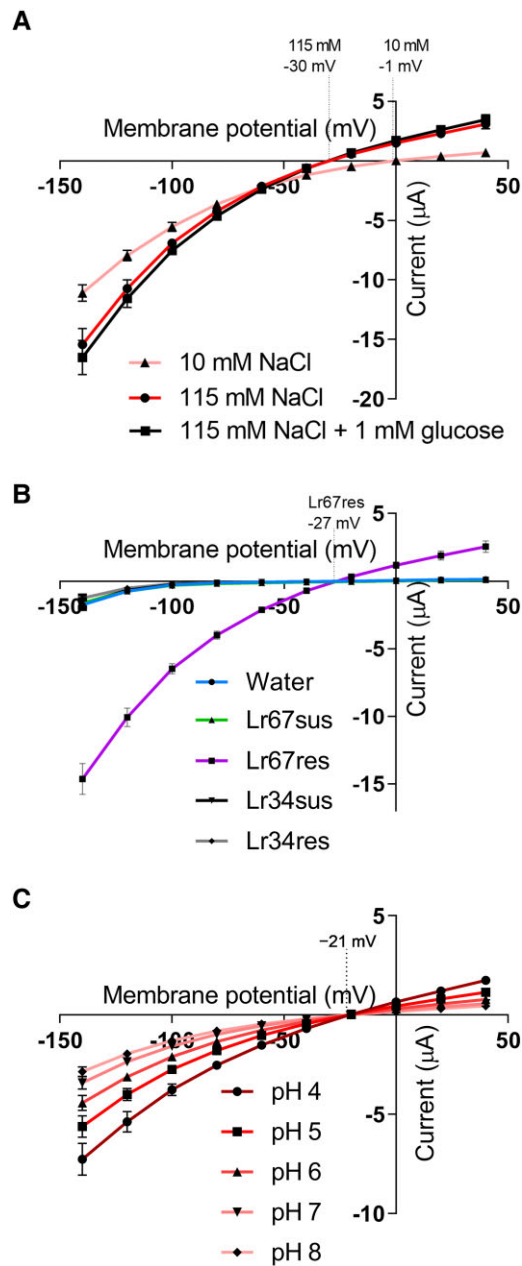 A
115 mM
-30 mV
10 mM
-1 mV
5
Membrane potential (mV)
-150
-100
-50
50
-5
-10
-15
-20
Current (µA)
10 mM NaCl
115 mM NaCl
115 mM NaCl + 1 mM glucose
B
Lr67res
-27 mV
5
Membrane potential (mV)
-150
-100
-50
50
-5
-10
-15
Current (µA)
Water
Lr67sus
Lr67res
Lr34sus
Lr34res
C
−21 mV
5
Membrane potential (mV)
-150
-100
-50
50
-5
-10
Current (µA)
pH 4
pH 5
pH 6
pH 7
pH 8